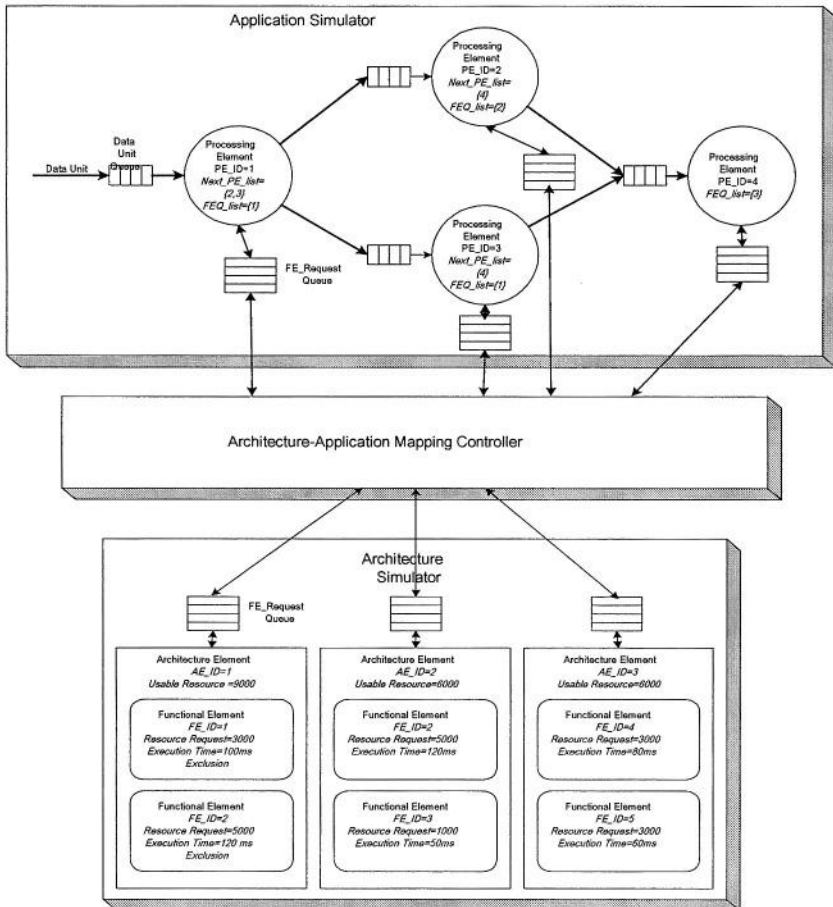 Application Simulator
Data Unit
Data
Unit
Queue
Processing
Element
PE_ID=1
Next_PE_list=
{2,3}
FEQ_list={1}
FE_Request
Queue
Processing
Element
PE_ID=2
Next_PE_list=
{4}
FEQ_list={2}
Processing
Element
PE_ID=3
Next_PE_list=
{4}
FEQ_list={1}
Processing
Element
PE_ID=4
FEQ_list={3}
Architecture-Application Mapping Controller
Architecture
Simulator
FE_Request
Queue
Architecture Element
AE_ID=1
Usable Resource =9000
Functional Element
FE_ID=1
Resource Request=3000
Execution Time=100ms
Exclusion
Functional Element
FE_ID=2
Resource Request=5000
Execution Time=120 ms
Exclusion
Architecture Element
AE_ID=2
Usable Resource=6000
Functional Element
FE_ID=2
Resource Request=5000
Execution Time=120ms
Functional Element
FE_ID=3
Resource Request=1000
Execution Time=50ms
Architecture Element
AE_ID=3
Usable Resource=6000
Functional Element
FE_ID=4
Resource Request=3000
Execution Time=80ms
Functional Element
FE_ID=5
Resource Request=3000
Execution Time=60ms